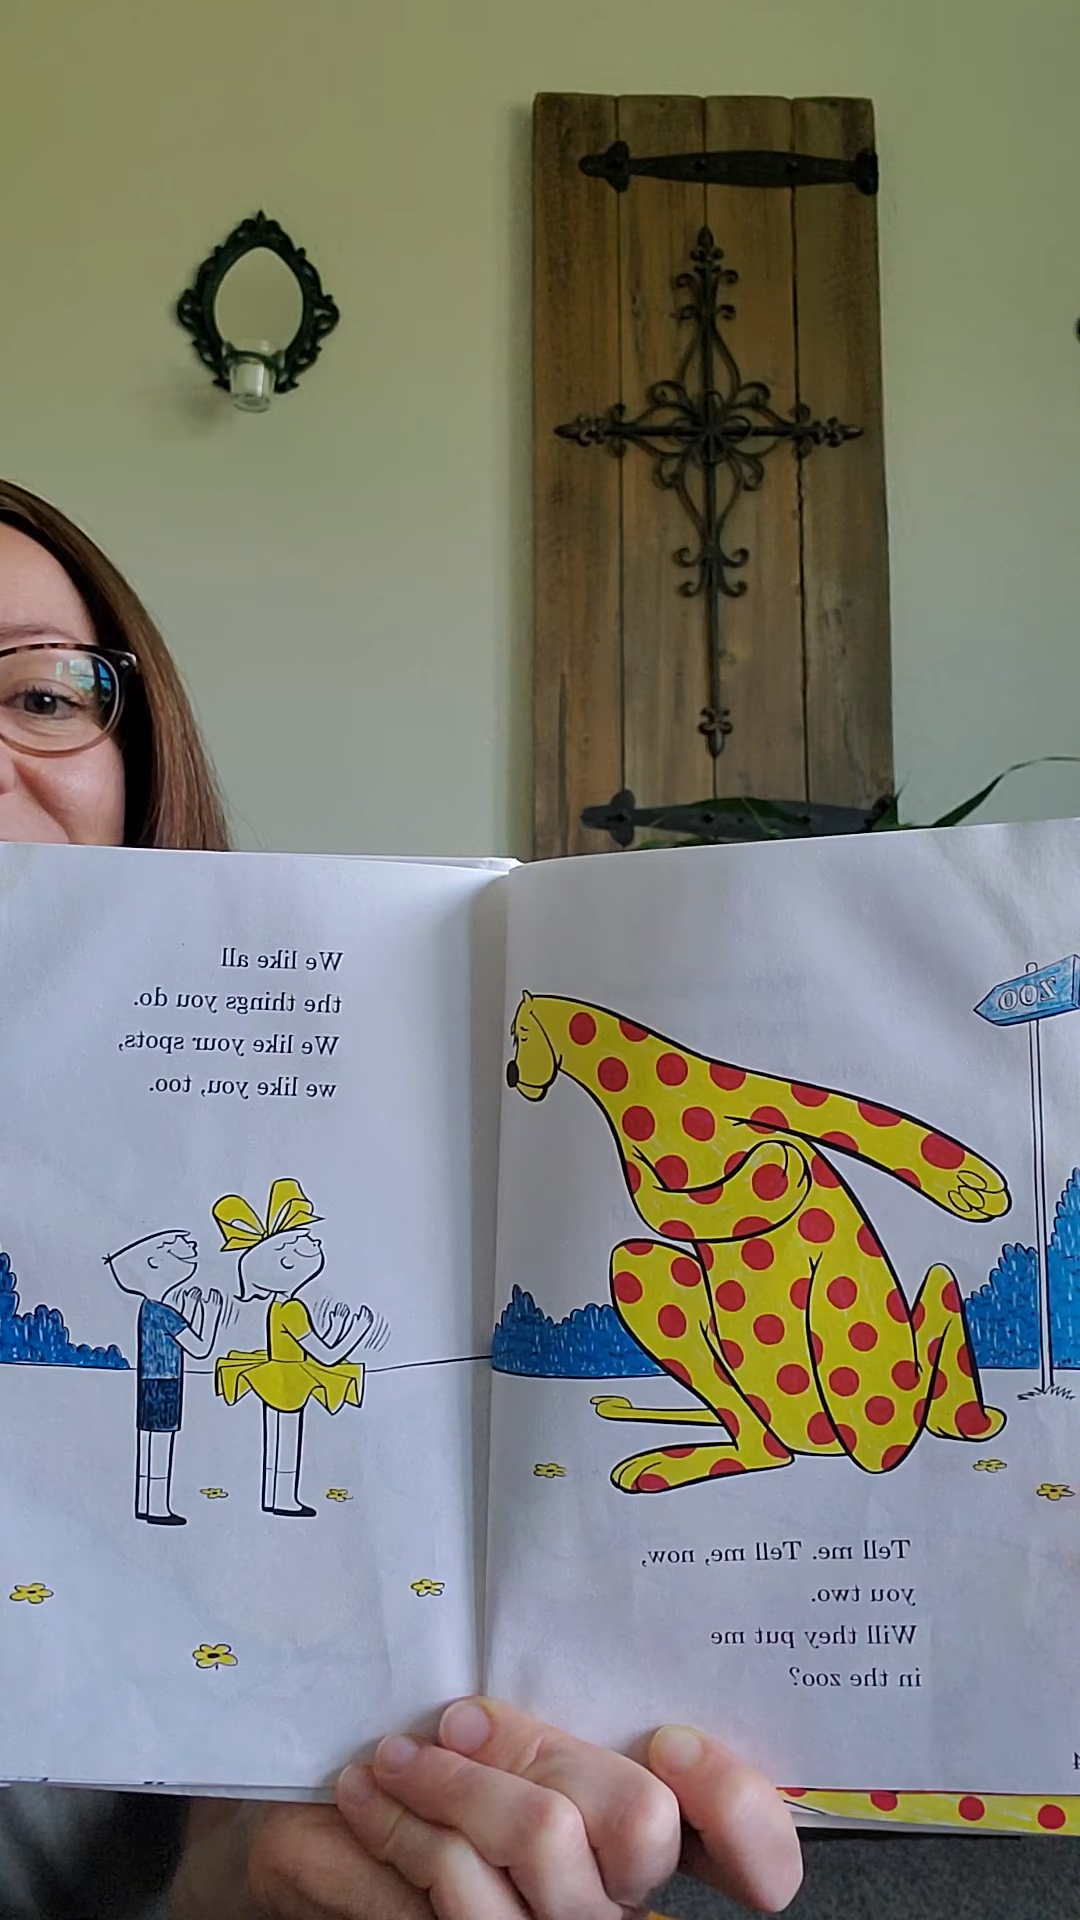 ZOO
Tell me. Tell me, now,
you two.
Will they put me
in the zoo?
We like all
the things you do.
We like your spots,
we like you, too.